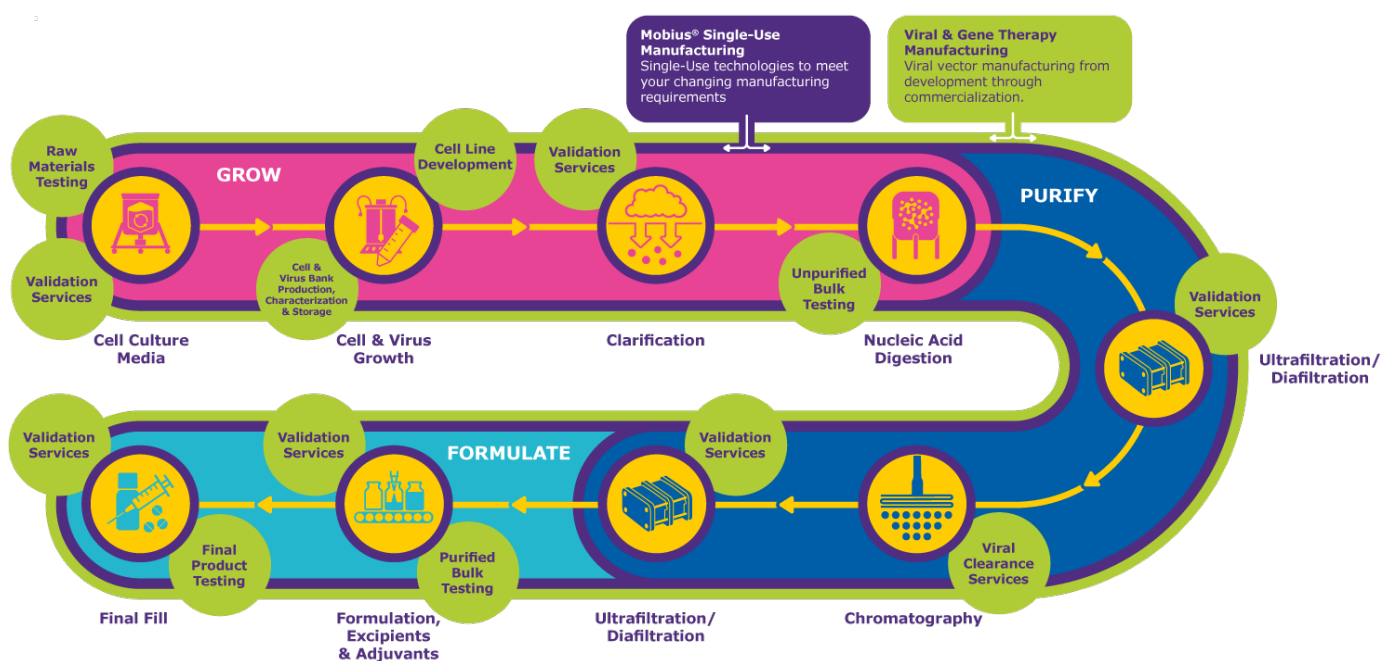 Mobius® Single-Use
Manufacturing
Single-Use technologies to meet
your changing manufacturing
requirements
Viral & Gene Therapy
Manufacturing
Viral vector manufacturing from
development through
commercialization.
Raw
Materials
Testing
GROW
Cell Line
Development
Validation
Services
PURIFY
Validation
Services
Cell &
Virus Bank
Production,
Characterization
& Storage
Unpurified
Bulk
Testing
Validation
Services
Cell Culture
Media
Cell & Virus
Growth
Clarification
Nucleic Acid
Digestion
Ultrafiltration/
Diafiltration
Validation
Services
Validation
Services
FORMULATE
Validation
Services
Final
Product
Testing
Purified
Bulk
Testing
Viral
Clearance
Services
Final Fill
Formulation,
Excipients
& Adjuvants
Ultrafiltration/
Diafiltration
Chromatography